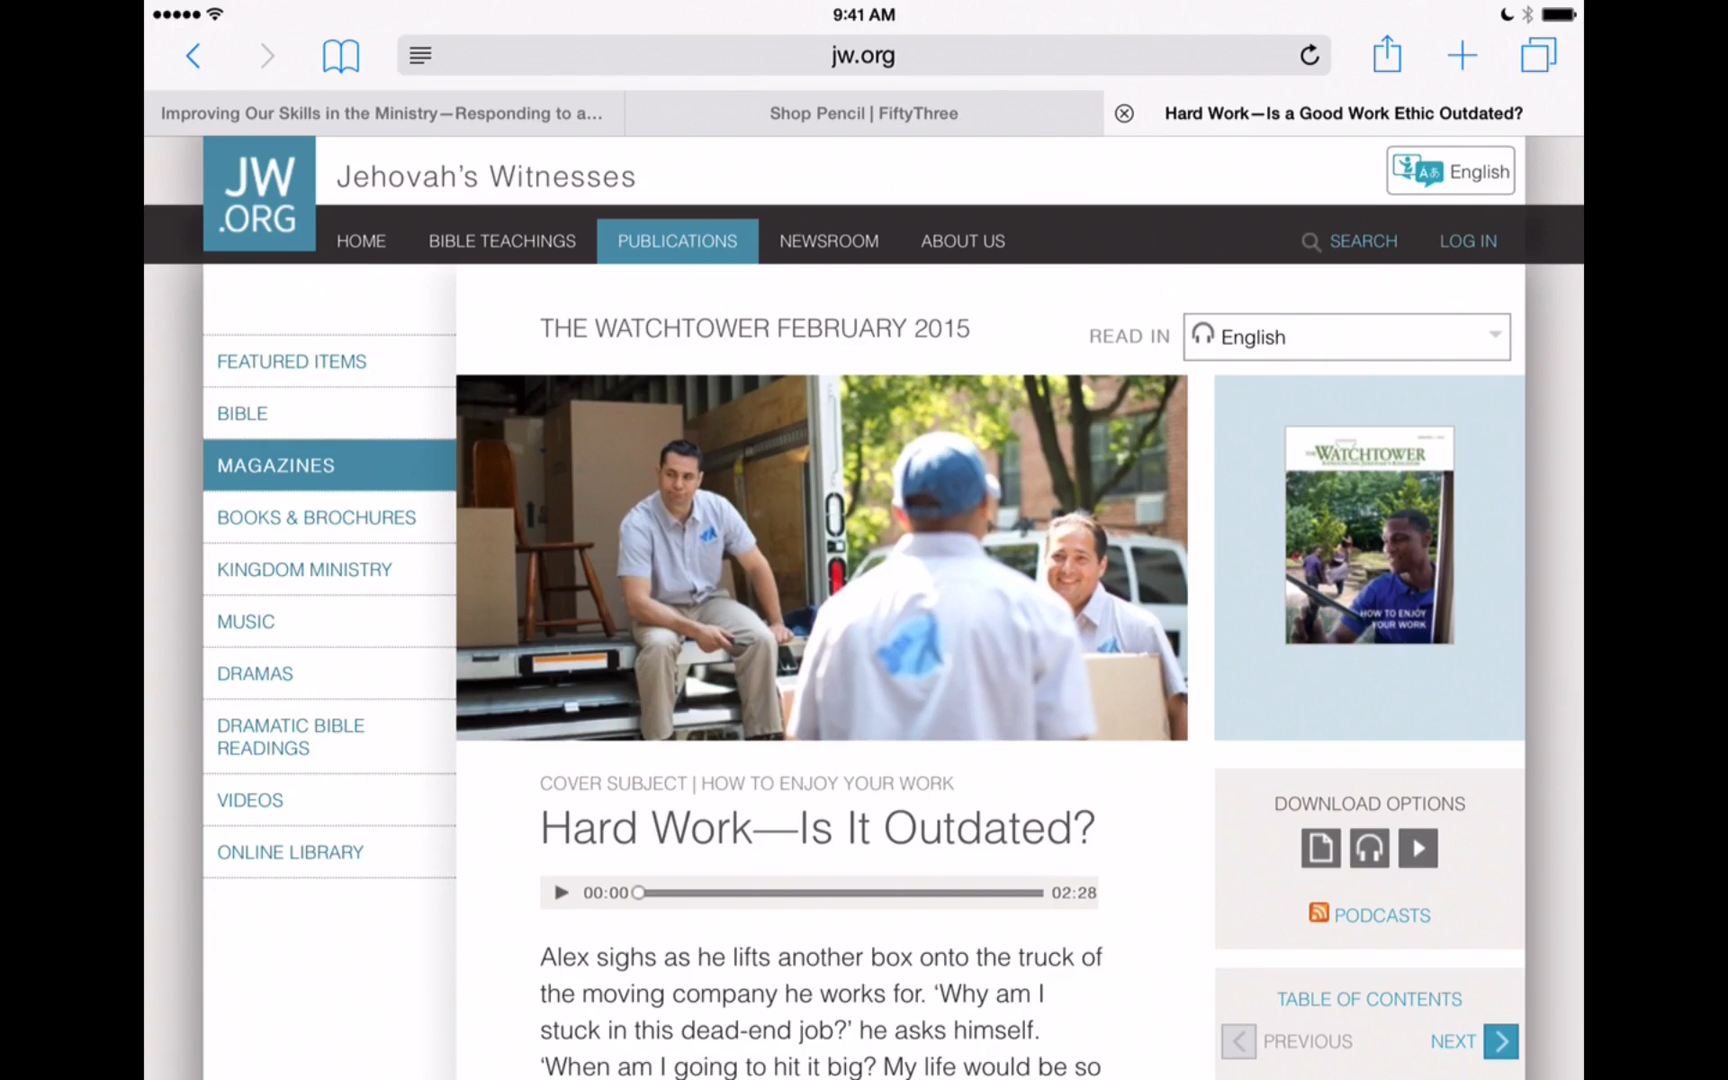 9:41 AM
jw.org
Improving Our Skills in the Ministry—Responding to a...
Shop Pencil | FiftyThree
Hard Work—Is a Good Work Ethic Outdated?
JW
.ORG
Jehovah's Witnesses
English
HOME
BIBLE TEACHINGS
PUBLICATIONS
NEWSROOM
ABOUT US
SEARCH
LOG IN
FEATURED ITEMS
BIBLE
MAGAZINES
BOOKS & BROCHURES
KINGDOM MINISTRY
MUSIC
DRAMAS
DRAMATIC BIBLE
READINGS
VIDEOS
ONLINE LIBRARY
THE WATCHTOWER FEBRUARY 2015
READ IN
English
THE WATCHTOWER
HOW TO ENJOY
YOUR WORK
COVER SUBJECT | HOW TO ENJOY YOUR WORK
Hard Work—Is It Outdated?
00:00
02:28
Alex sighs as he lifts another box onto the truck of
the moving company he works for. ‘Why am I
stuck in this dead-end job?’ he asks himself.
‘When am I going to hit it big? My life would be so
DOWNLOAD OPTIONS
PODCASTS
TABLE OF CONTENTS
PREVIOUS
NEXT